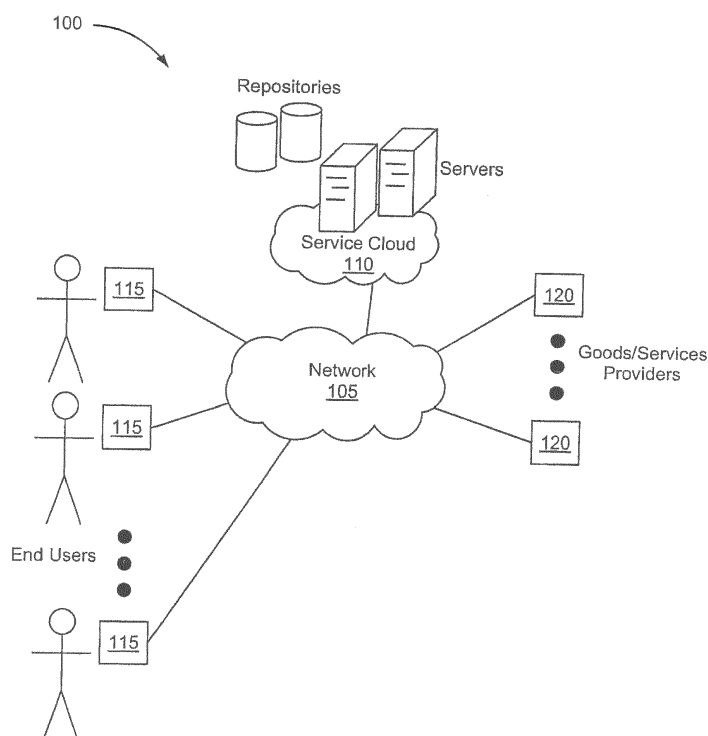 100
Repositories
Servers
Service Cloud
110
115
120
Goods/Services
Providers
Network
105
115
120
End Users
115